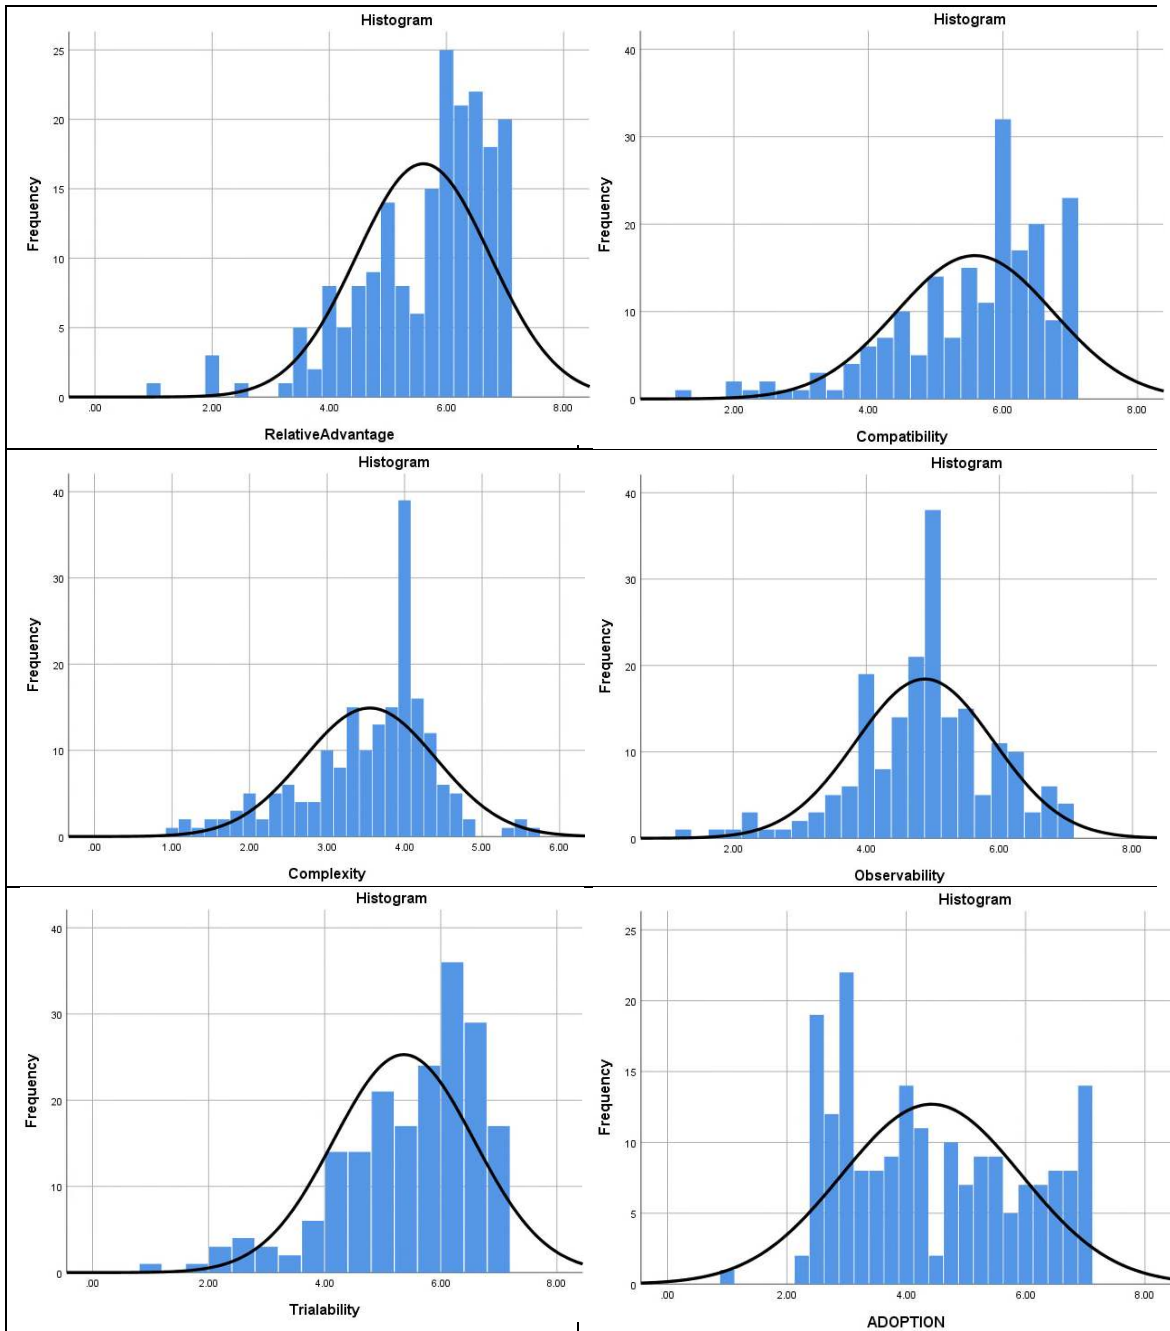 Histogram
Frequency
25
20
15
10
5
0
.00 2.00 4.00 6.00 8.00
RelativeAdvantage
Histogram
Frequency
40
30
20
10
0
2.00 4.00 6.00 8.00
Compatibility
Histogram
Frequency
40
30
20
10
0
.00 1.00 2.00 3.00 4.00 5.00 6.00
Complexity
Histogram
Frequency
40
30
20
10
0
2.00 4.00 6.00 8.00
Observability
Histogram
Frequency
40
30
20
10
0
.00 2.00 4.00 6.00 8.00
Trialability
Histogram
Frequency
25
20
15
10
5
0
.00 2.00 4.00 6.00 8.00
ADOPTION